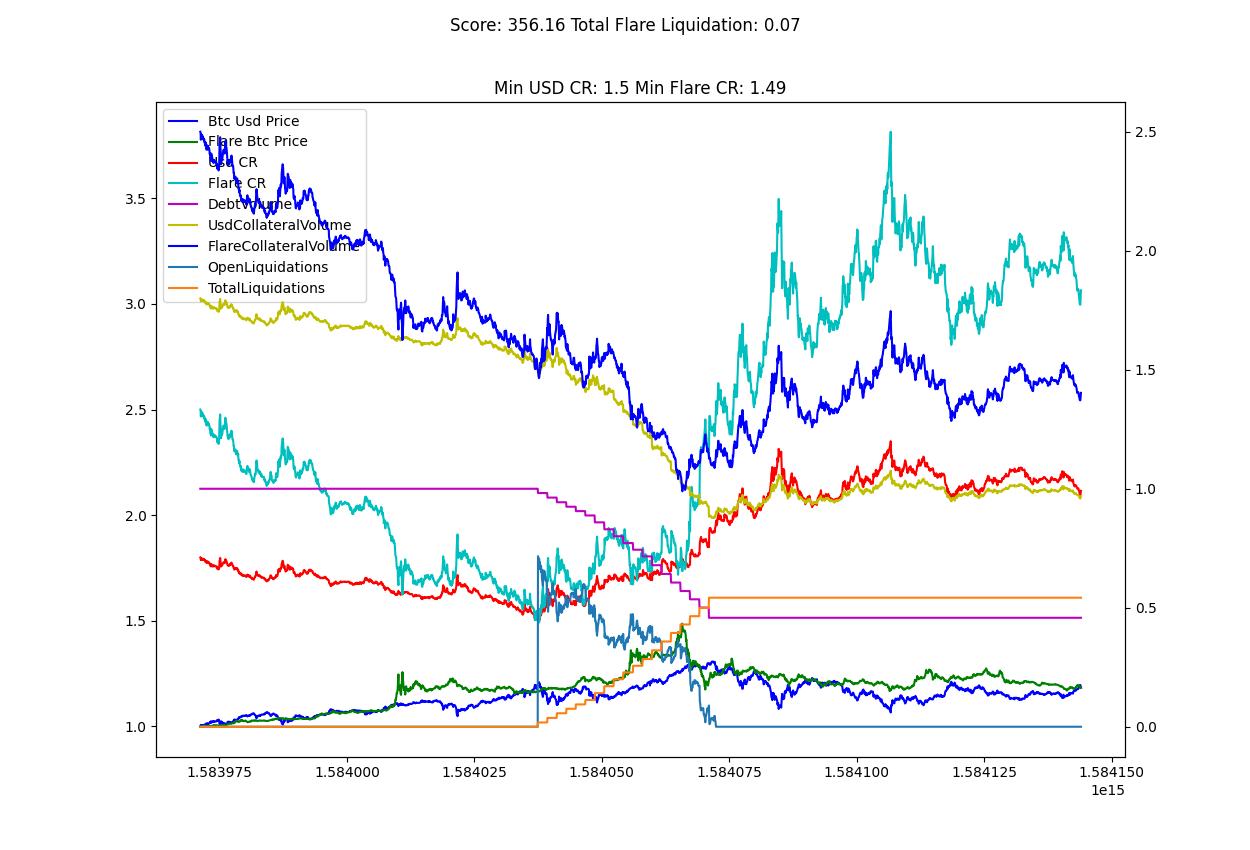 Score: 356.16 Total Flare Liquidation: 0.07
Min USD CR: 1.5 Min Flare CR: 1.49
Btc Usd Price
Flare Btc Price
Usd CR
Flare CR
DebtVolume
UsdCollateralVolume
FlareCollateralVolume
OpenLiquidations
TotalLiquidations
3.5
3.0
2.5
2.0
1.5
1.0
2.5
2.0
1.5
1.0
0.5
0.0
1.583975
1.584000
1.584025
1.584050
1.584075
1.584100
1.584125
1.584150
1e15